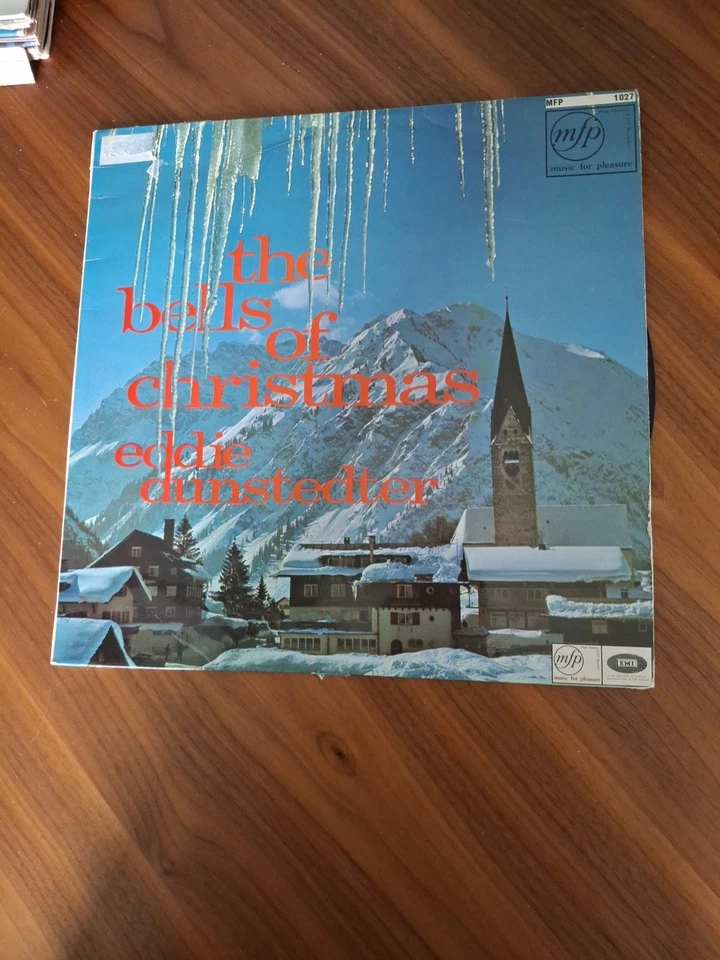 MFP 1027
mfp
music for pleasure
the
bells
of
christmas
eddie
dunstedter
mfp
music for pleasure
EMI